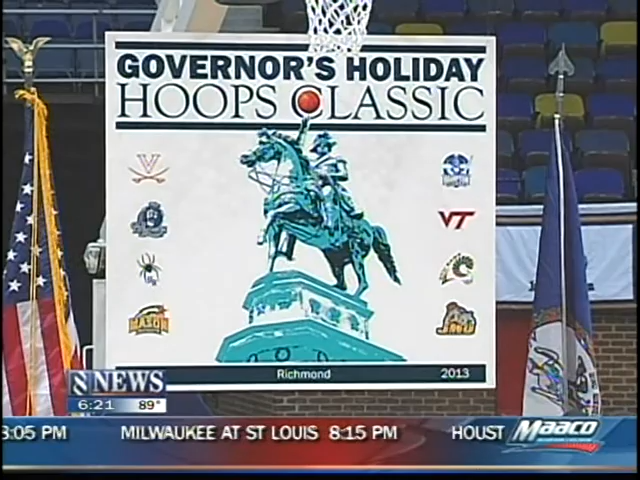 GOVERNOR'S HOLIDAY
HOOPS CLASSIC
V
VT
MASON
JMU
Richmond 2013
8 NEWS
6:21 89°
3:05 PM MILWAUKEE AT ST LOUIS 8:15 PM HOUST
Maaco